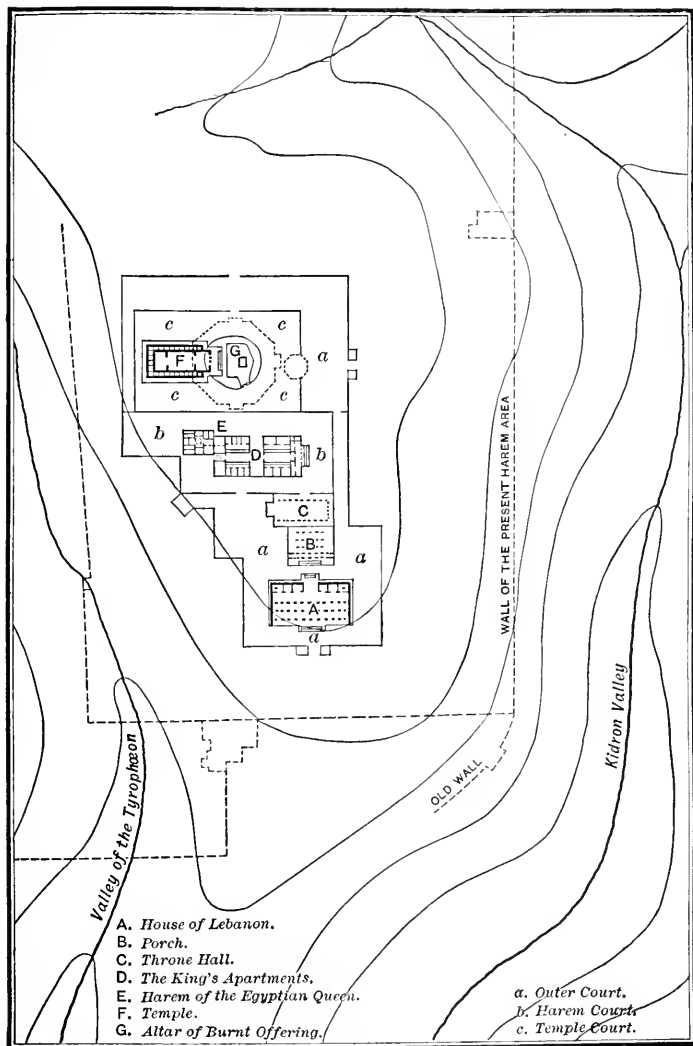 c c
F G a
c c
E
b D b
C
B
a a
A
a
WALL OF THE PRESENT HAREM AREA
Kidron Valley
OLD WALL
Valley of the Tyrophœon
A. House of Lebanon.
B. Porch.
C. Throne Hall.
D. The King's Apartments.
E. Harem of the Egyptian Queen.
F. Temple.
G. Altar of Burnt Offering.
a. Outer Court.
b. Harem Court.
c. Temple Court.